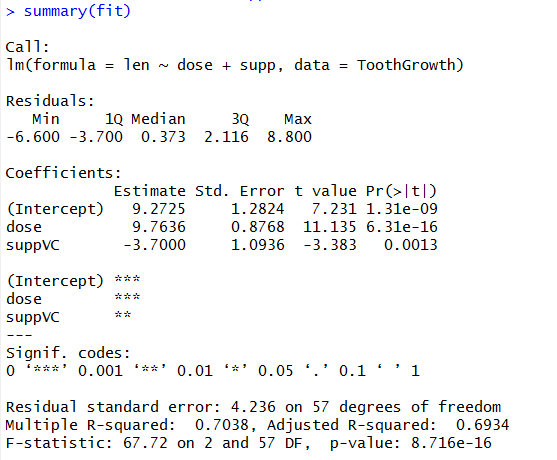 > summary(fit)

Call:
lm(formula = len ~ dose + supp, data = ToothGrowth)

Residuals:
   Min     1Q Median     3Q    Max
-6.600 -3.700  0.373  2.116  8.800

Coefficients:
            Estimate Std. Error t value Pr(>|t|)
(Intercept)   9.2725     1.2824   7.231 1.31e-09
dose          9.7636     0.8768  11.135 6.31e-16
suppVC       -3.7000     1.0936  -3.383   0.0013

(Intercept) ***
dose        ***
suppVC      **
---
Signif. codes:
0 ‘***’ 0.001 ‘**’ 0.01 ‘*’ 0.05 ‘.’ 0.1 ‘ ’ 1

Residual standard error: 4.236 on 57 degrees of freedom
Multiple R-squared:  0.7038, Adjusted R-squared:  0.6934
F-statistic: 67.72 on 2 and 57 DF,  p-value: 8.716e-16